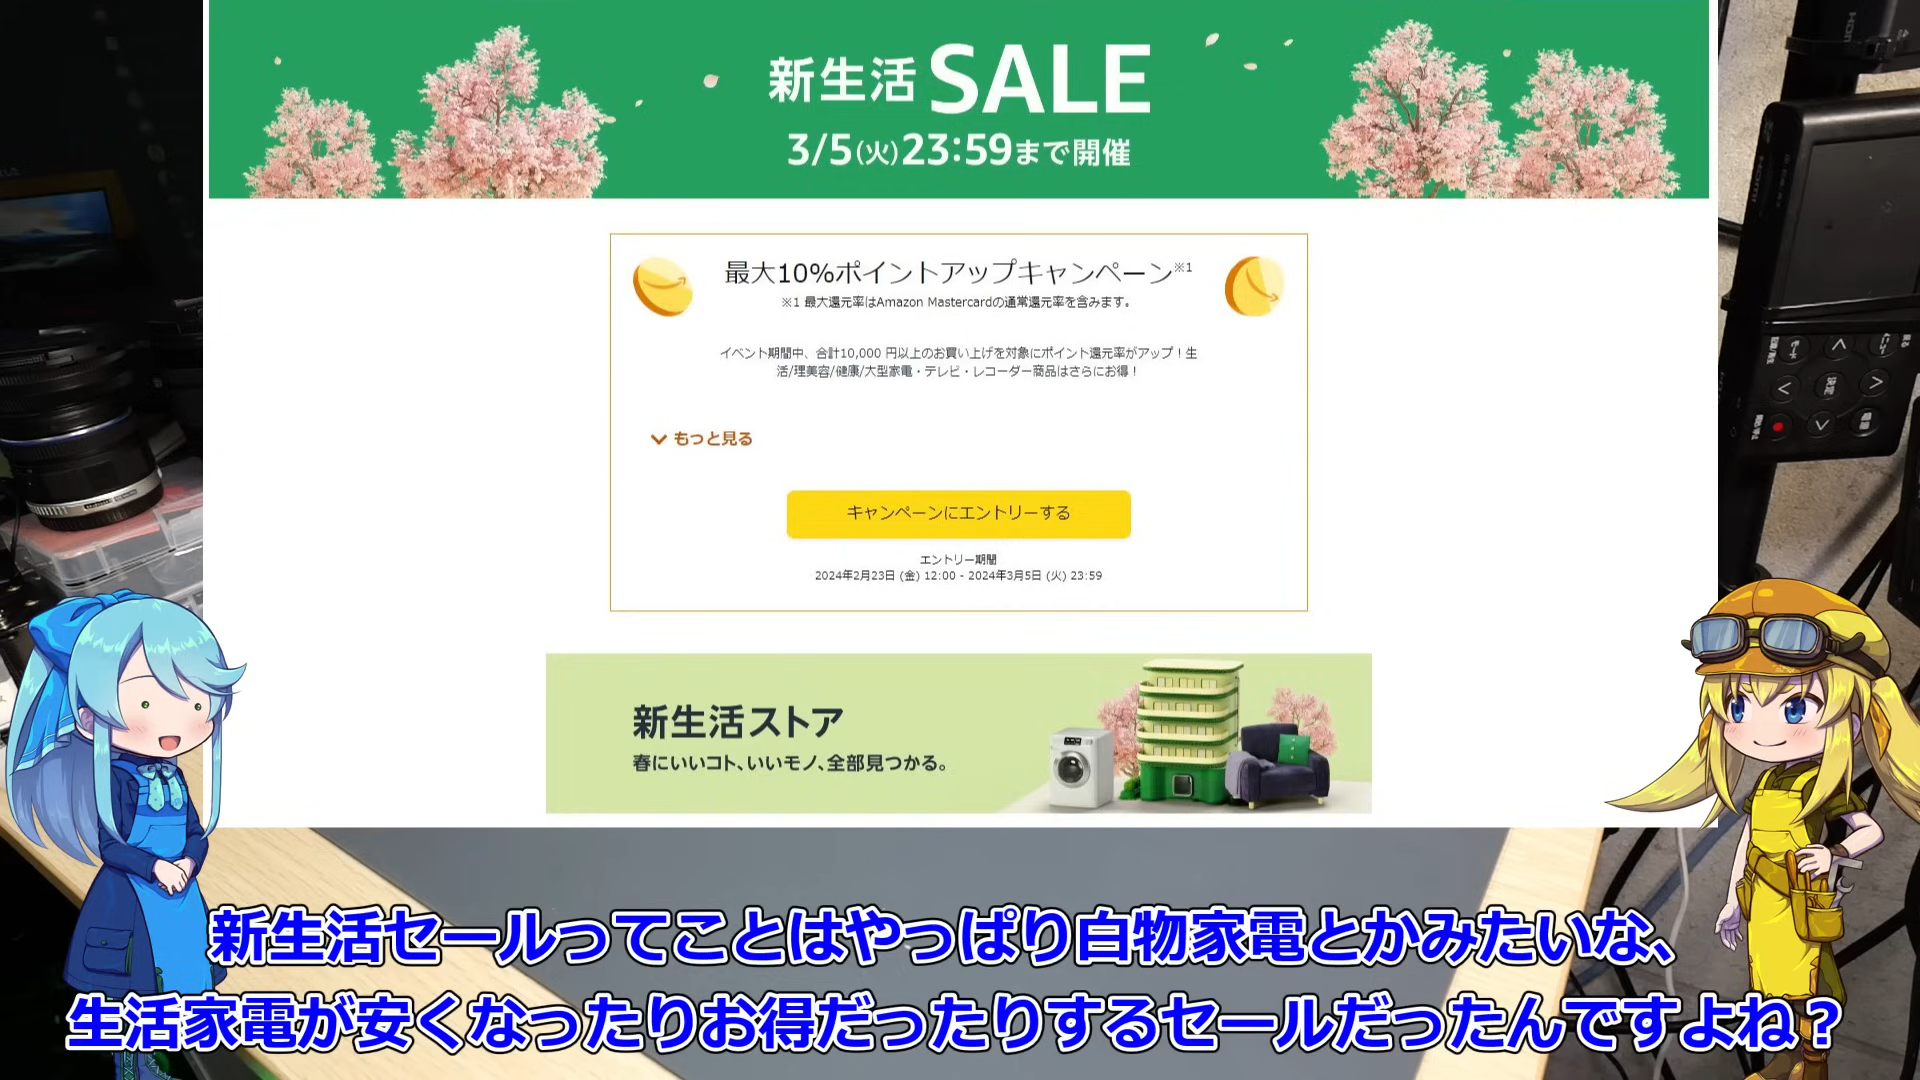 新生活SALE
3/5(火)23:59まで開催
最大10%ポイントアップキャンペーン※1
※1 最大還元率はAmazon Mastercardの通常還元率を含みます。
イベント期間中、合計10,000 円以上のお買い上げを対象にポイント還元率がアップ！生
活/理美容/健康/大型家電・テレビ・レコーダー商品はさらにお得！
もっと見る
キャンペーンにエントリーする
エントリー期間
2024年2月23日 (金) 12:00 - 2024年3月5日 (火) 23:59
新生活ストア
春にいいコト、いいモノ、全部見つかる。
新生活セールってことはやっぱり白物家電とかみたいな、
生活家電が安くなったりお得だったりするセールだったんですよね？